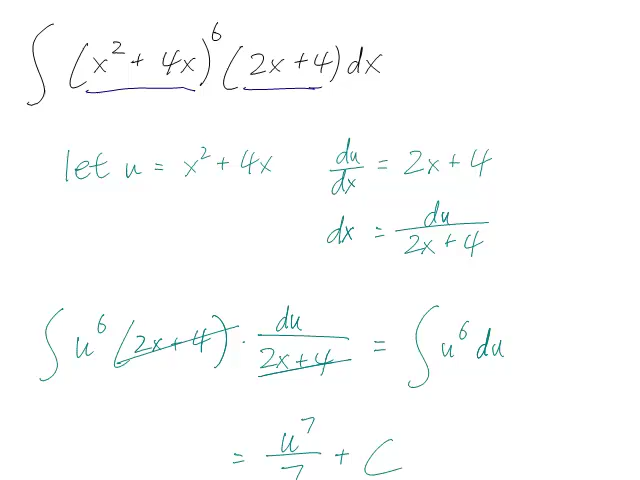 ∫ (x² + 4x)⁶ (2x+4) dx
let u = x² + 4x    du/dx = 2x + 4
dx = du/(2x+4)
∫ u⁶ (2x+4) · du/(2x+4) = ∫ u⁶ du
= u⁷/7 + C